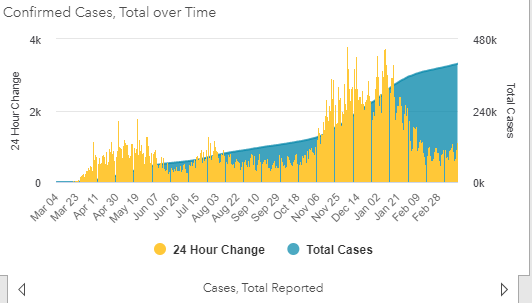 Confirmed Cases, Total over Time
4k
480k
24 Hour Change
2k
240k
Total Cases
0
0k
Mar 04
Mar 23
Apr 11
Apr 30
May 19
Jun 07
Jun 26
Jul 15
Aug 03
Aug 22
Sep 10
Sep 29
Oct 18
Nov 06
Nov 25
Dec 14
Jan 02
Jan 21
Feb 09
Feb 28
24 Hour Change
Total Cases
Cases, Total Reported